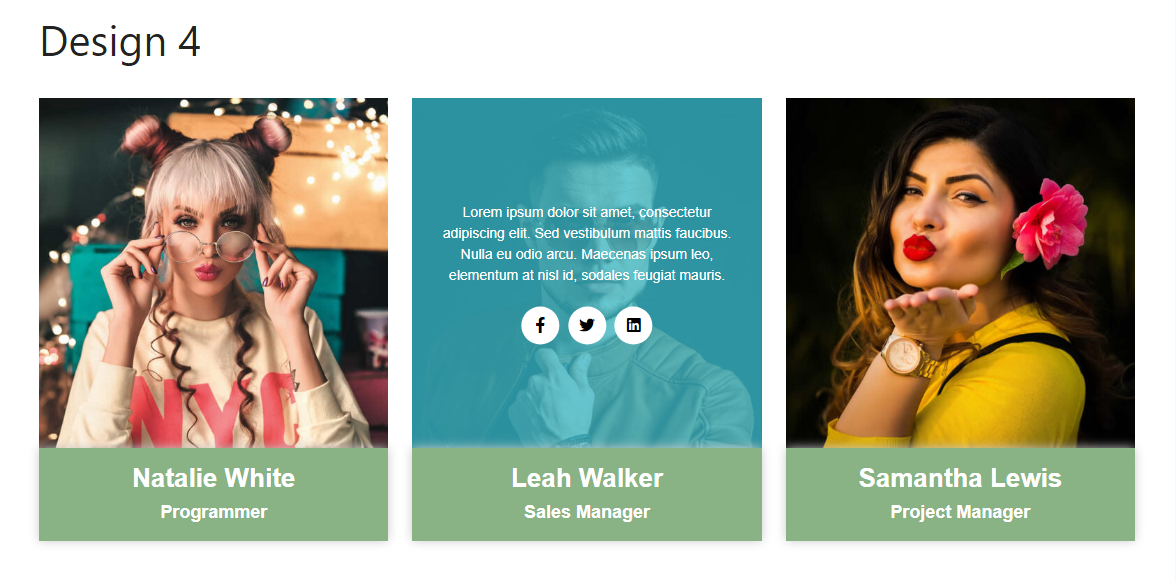 Design 4
NYC
Lorem ipsum dolor sit amet, consectetur
adipiscing elit. Sed vestibulum mattis faucibus.
Nulla eu odio arcu. Maecenas ipsum leo,
elementum at nisl id, sodales feugiat mauris.
Natalie White
Programmer
Leah Walker
Sales Manager
Samantha Lewis
Project Manager